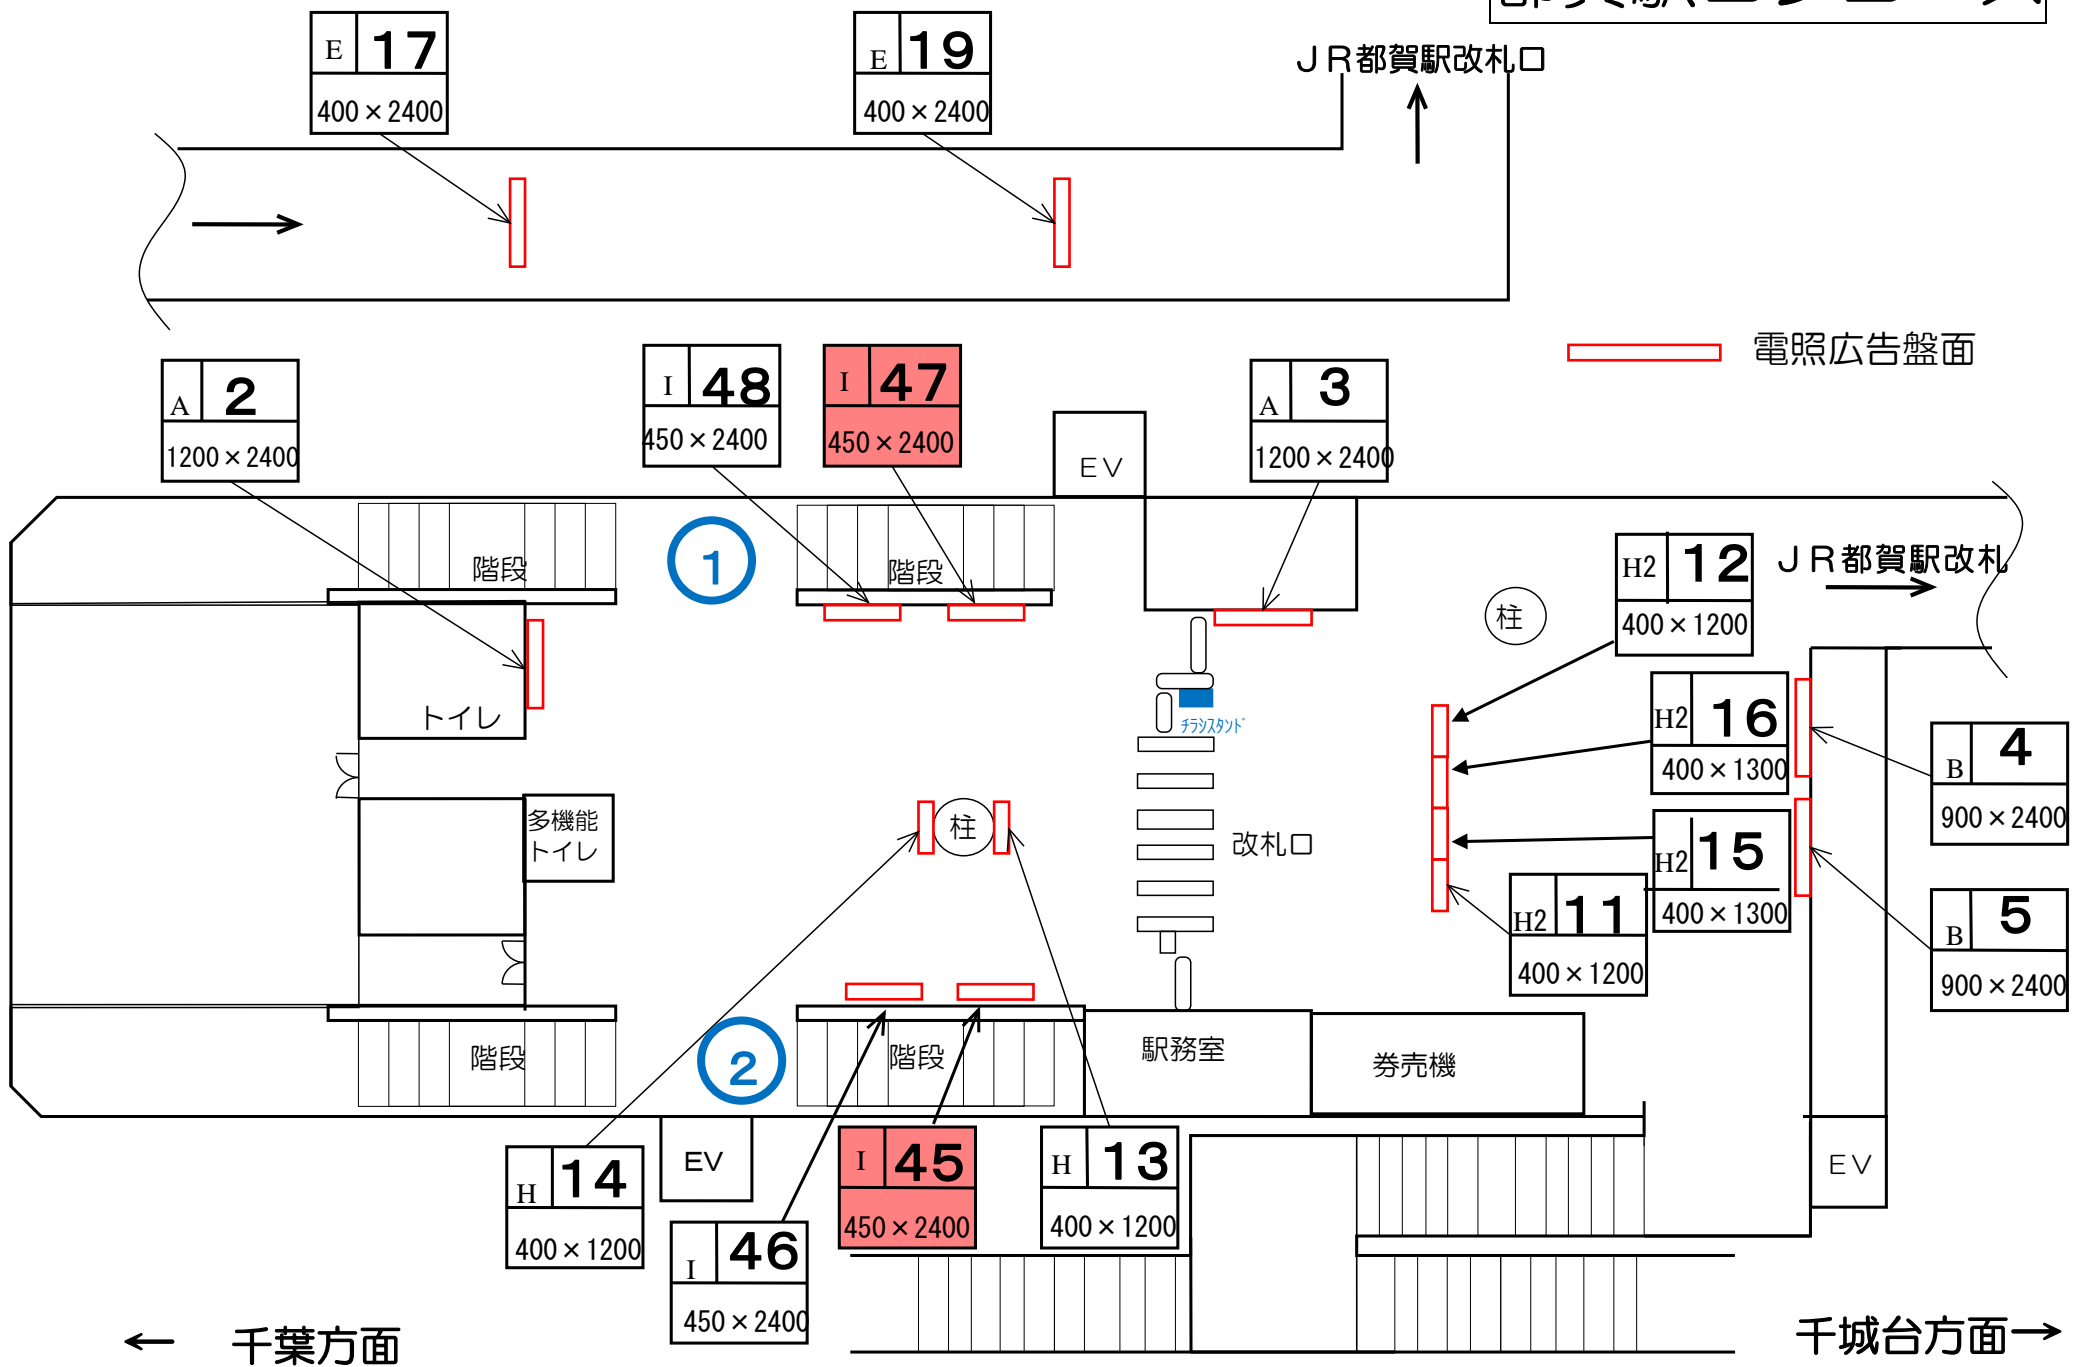 E 17
400×2400
E 19
400×2400
JR都賀駅改札口
電照広告盤面
A 2
1200×2400
I 48
450×2400
I 47
450×2400
EV
A 3
1200×2400
階段
1
階段
柱
H2 12
400×1200
JR都賀駅改札
トイレ
チラシスタンド
H2 16
400×1300
B 4
900×2400
多機能
トイレ
柱
改札口
H2 15
400×1300
H2 11
400×1200
B 5
900×2400
階段
2
階段
駅務室
券売機
H 14
400×1200
EV
I 46
450×2400
I 45
450×2400
H 13
400×1200
EV
← 千葉方面
千城台方面→